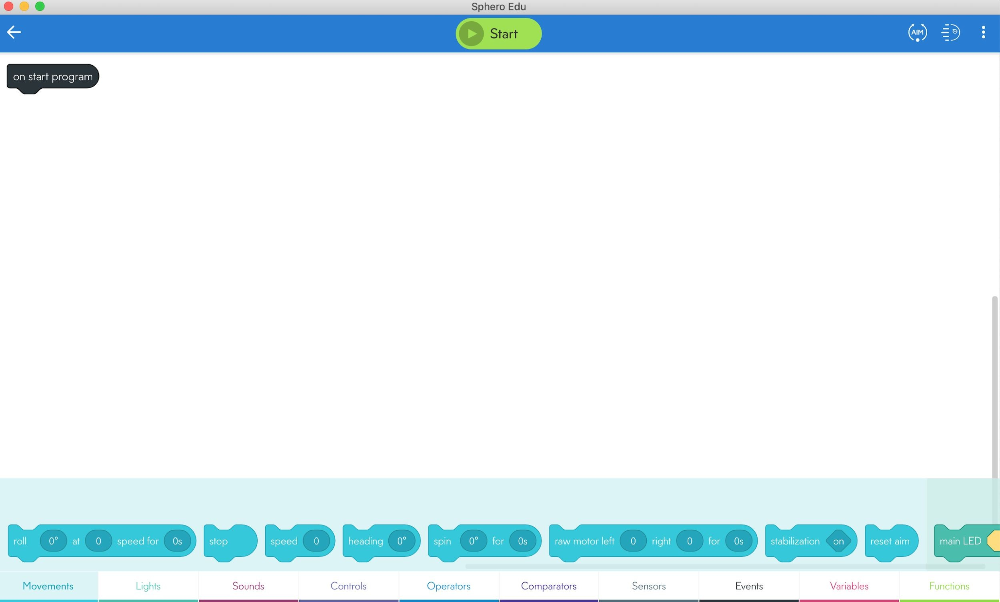 Sphero Edu
Start
AIM
on start program
roll 0° at 0 speed for 0s
stop
speed 0
heading 0°
spin 0° for 0s
raw motor left 0 right 0 for 0s
stabilization on
reset aim
main LED
Movements
Lights
Sounds
Controls
Operators
Comparators
Sensors
Events
Variables
Functions